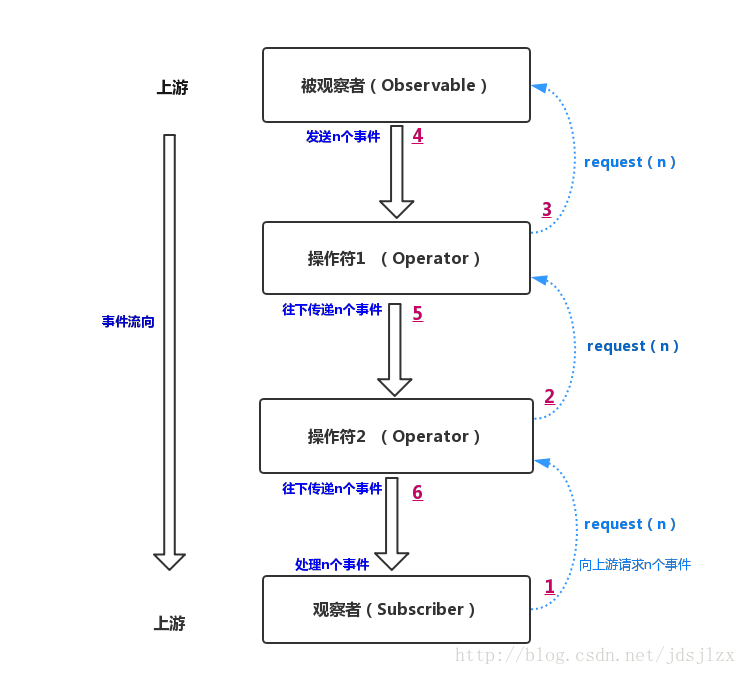 上游
被观察者（Observable）
发送n个事件
4
request（n）
3
操作符1 （Operator）
往下传递n个事件
5
事件流向
request（n）
2
操作符2 （Operator）
往下传递n个事件
6
request（n）
处理n个事件
向上游请求n个事件
1
上游
观察者（Subscriber）
http://blog.csdn.net/jdsjlzx